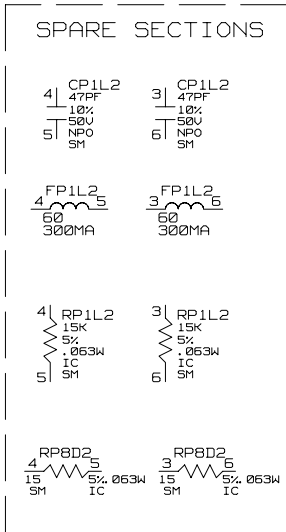 SPARE SECTIONS
CP1L2
4 47PF
10%
50V
5 NPO
SM
CP1L2
3 47PF
10%
50V
6 NPO
SM
FP1L2
4 5
60
300MA
FP1L2
3 6
60
300MA
4 RP1L2
15K
5%
.063W
IC
5 SM
3 RP1L2
15K
5%
.063W
IC
6 SM
RP8D2
4 5
15 5%.063W
SM IC
RP8D2
3 6
15 5%.063W
SM IC